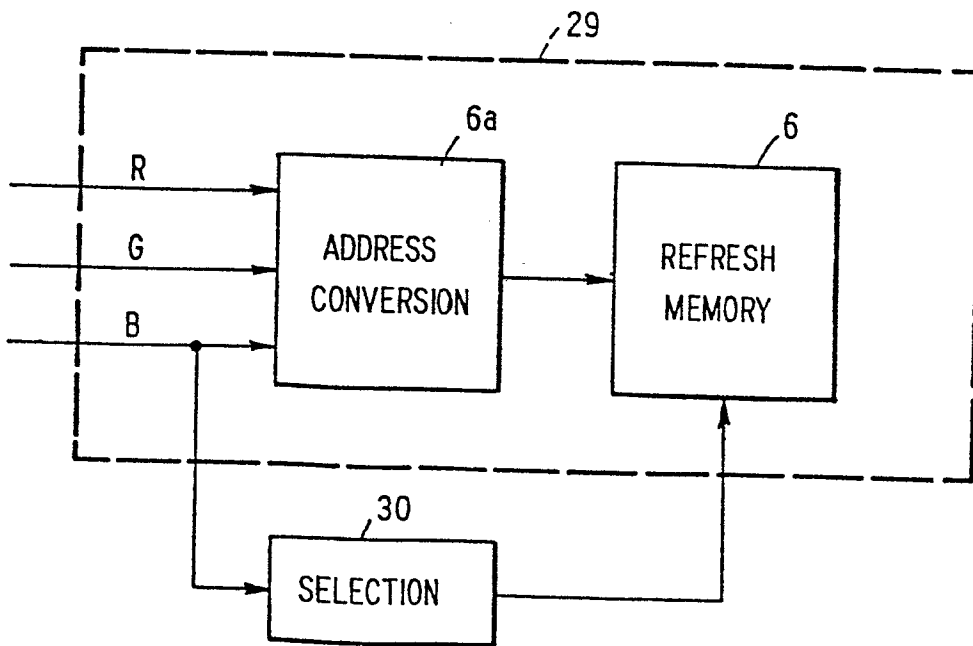 29
6a
6
R
G
B
ADDRESS
CONVERSION
REFRESH
MEMORY
30
SELECTION